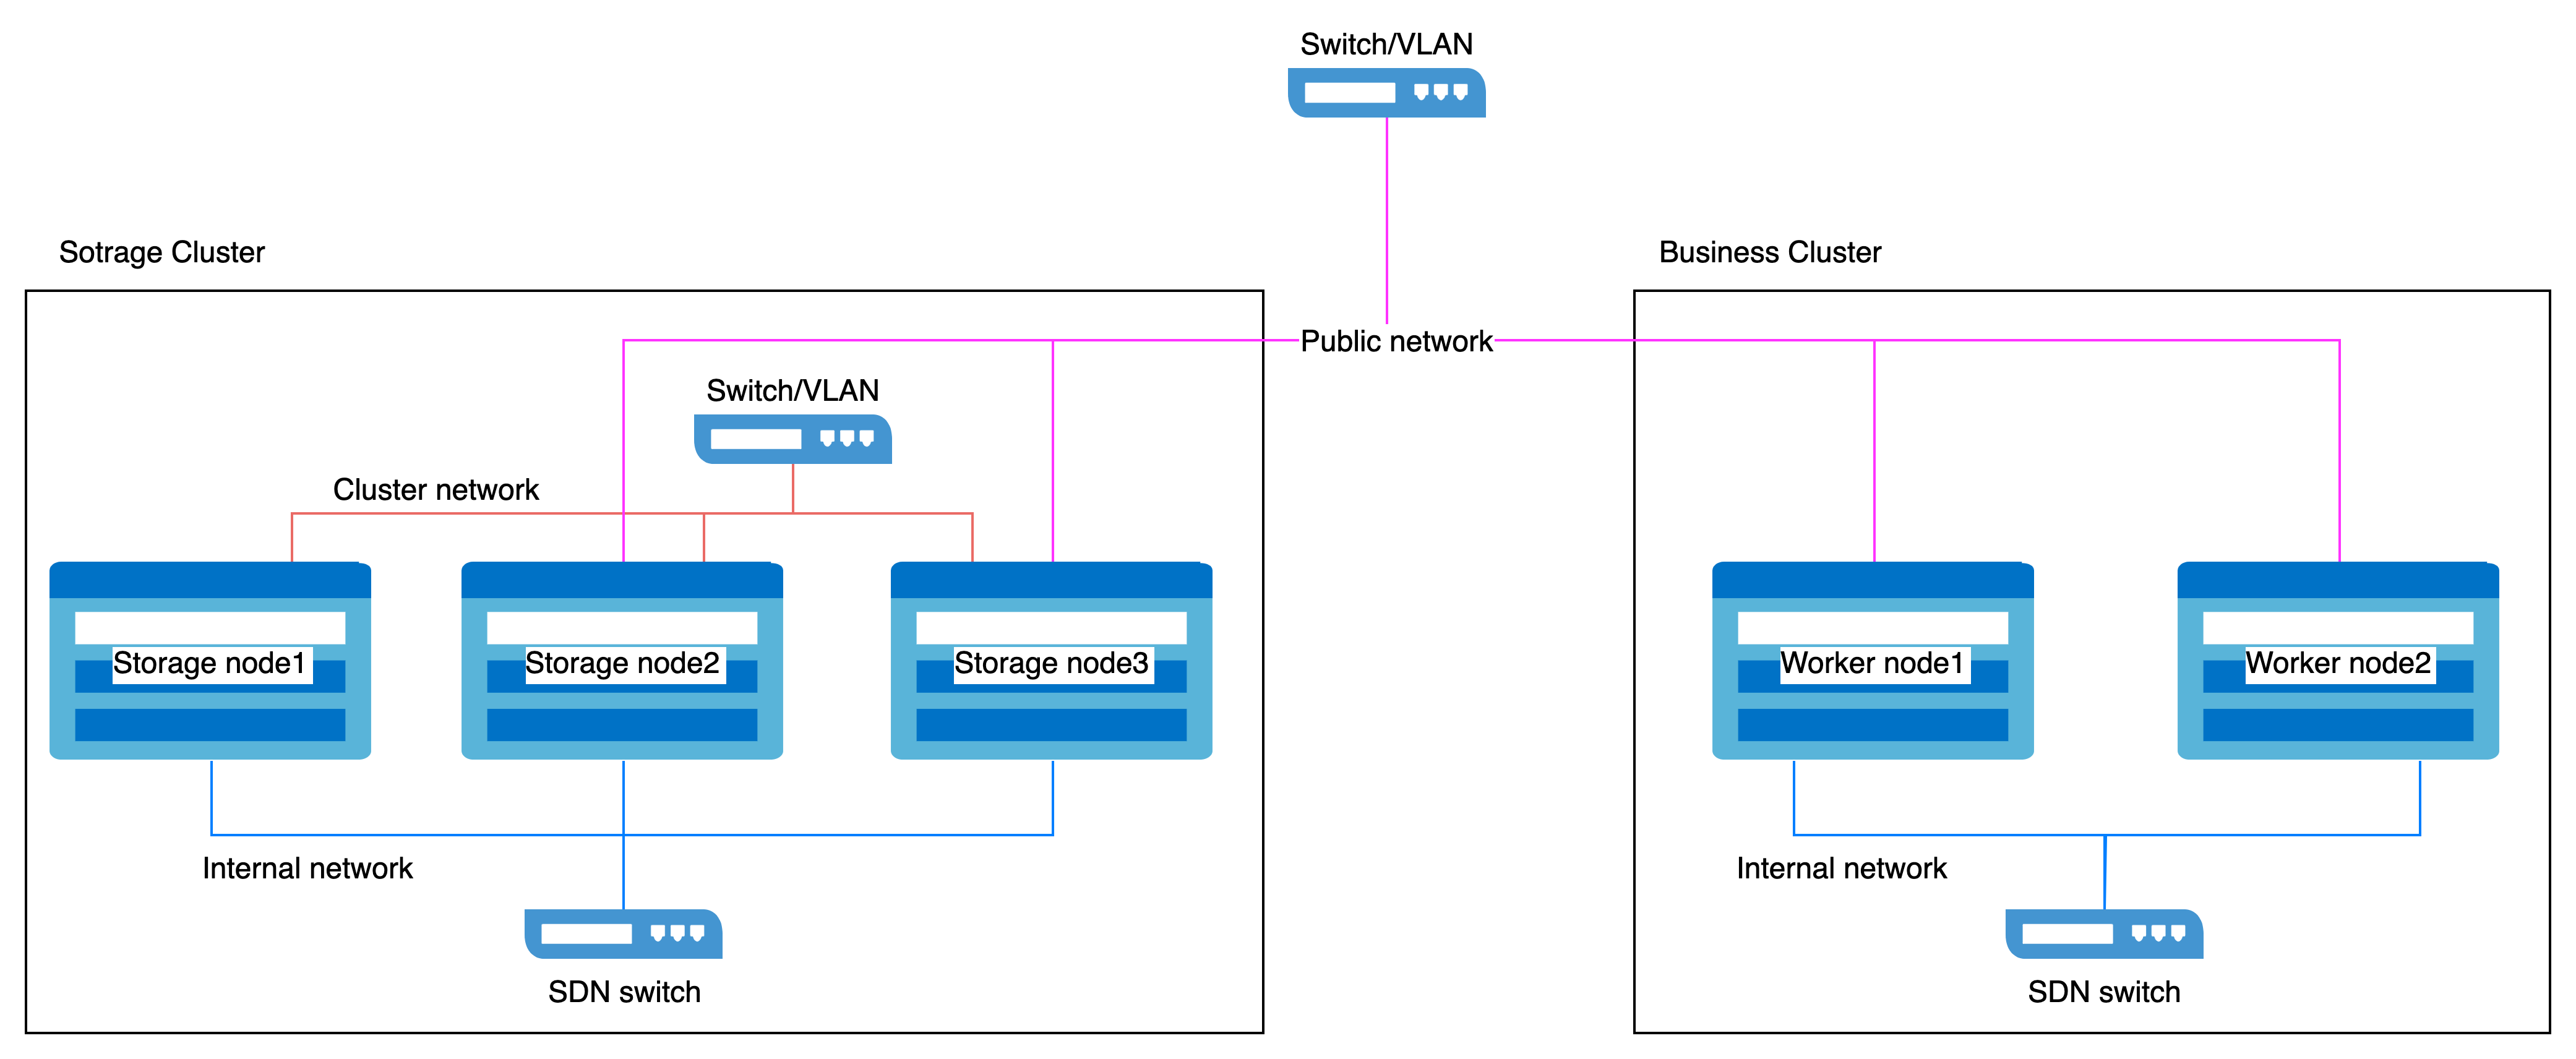 Switch/VLAN
Sotrage Cluster
Business Cluster
Public network
Switch/VLAN
Cluster network
Storage node1
Storage node2
Storage node3
Worker node1
Worker node2
Internal network
Internal network
SDN switch
SDN switch